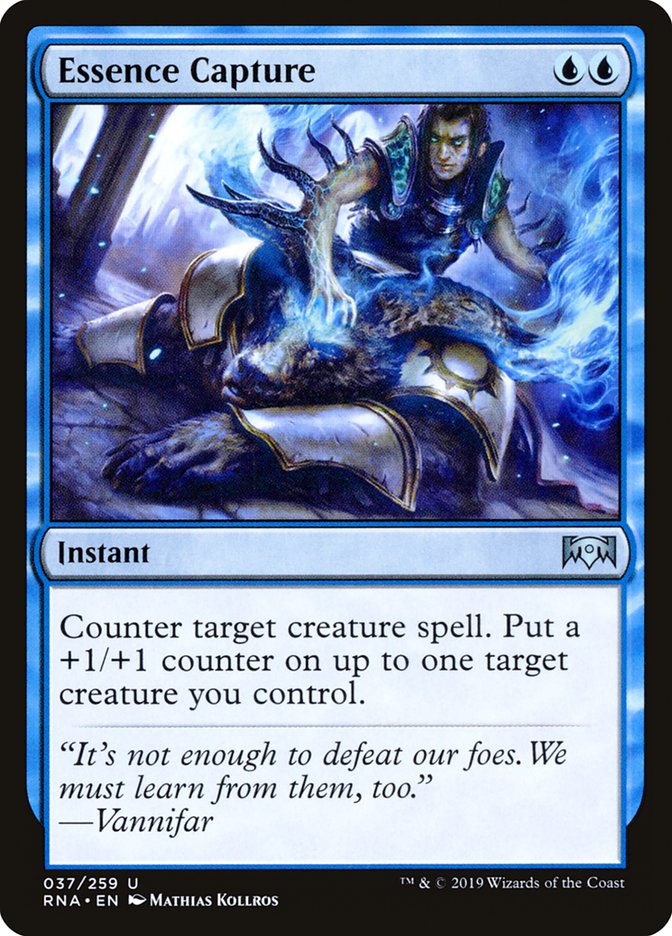 Essence Capture
Instant
Counter target creature spell. Put a
+1/+1 counter on up to one target
creature you control.
“It’s not enough to defeat our foes. We
must learn from them, too.”
—Vannifar
037/259 U
RNA • EN Mathias Kollros
™ & © 2019 Wizards of the Coast